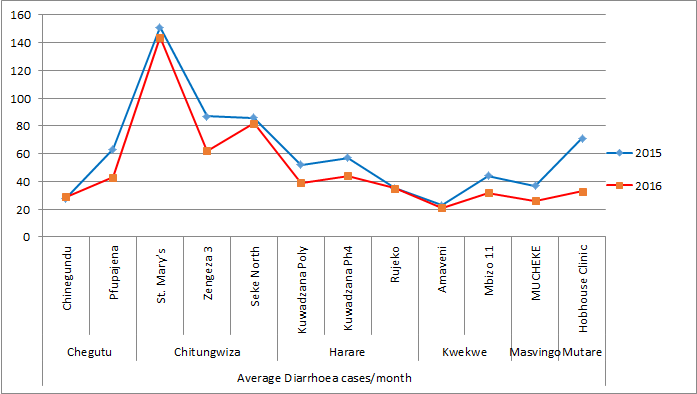 160
140
120
100
80
60
40
20
0
2015
2016
Chinegundu
Pfupajena
St. Mary's
Zengeza 3
Seke North
Kuwadzana Poly
Kuwadzana Ph4
Rujeko
Amaveni
Mbizo 11
MUCHEKE
Hobhouse Clinic
Chegutu
Chitungwiza
Harare
Kwekwe
Masvingo
Mutare
Average Diarrhoea cases/month